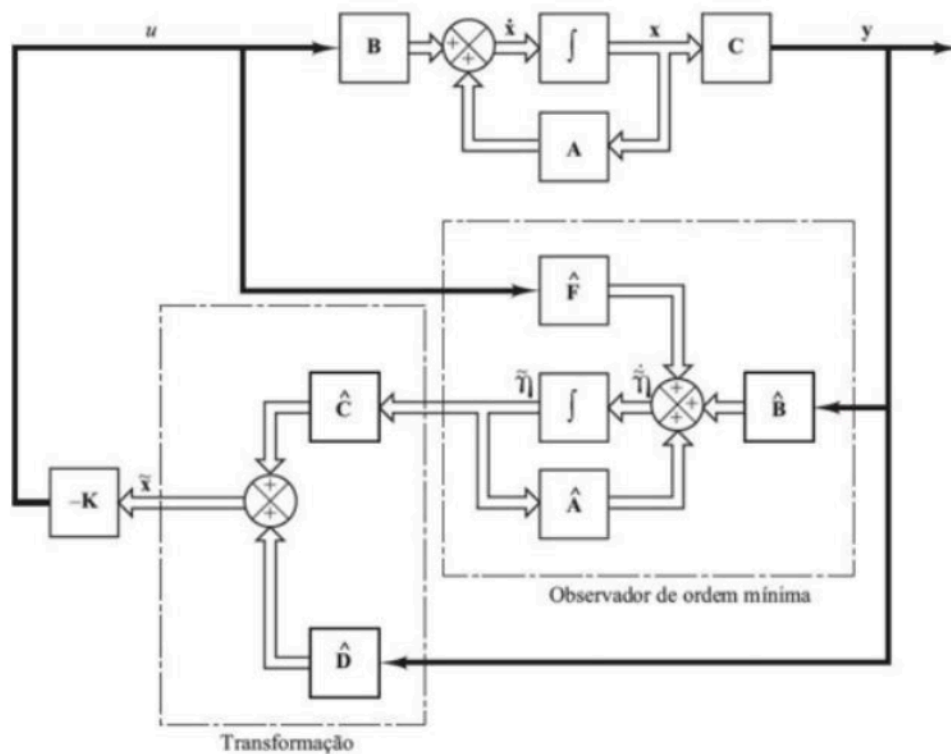 u
B
+
+
ẋ
∫
x
C
y
A
F̂
η̃
∫
η̃̇
+
+
+
B̂
Ĉ
Â
-K
x̃
+
+
Observador de ordem mínima
D̂
Transformação